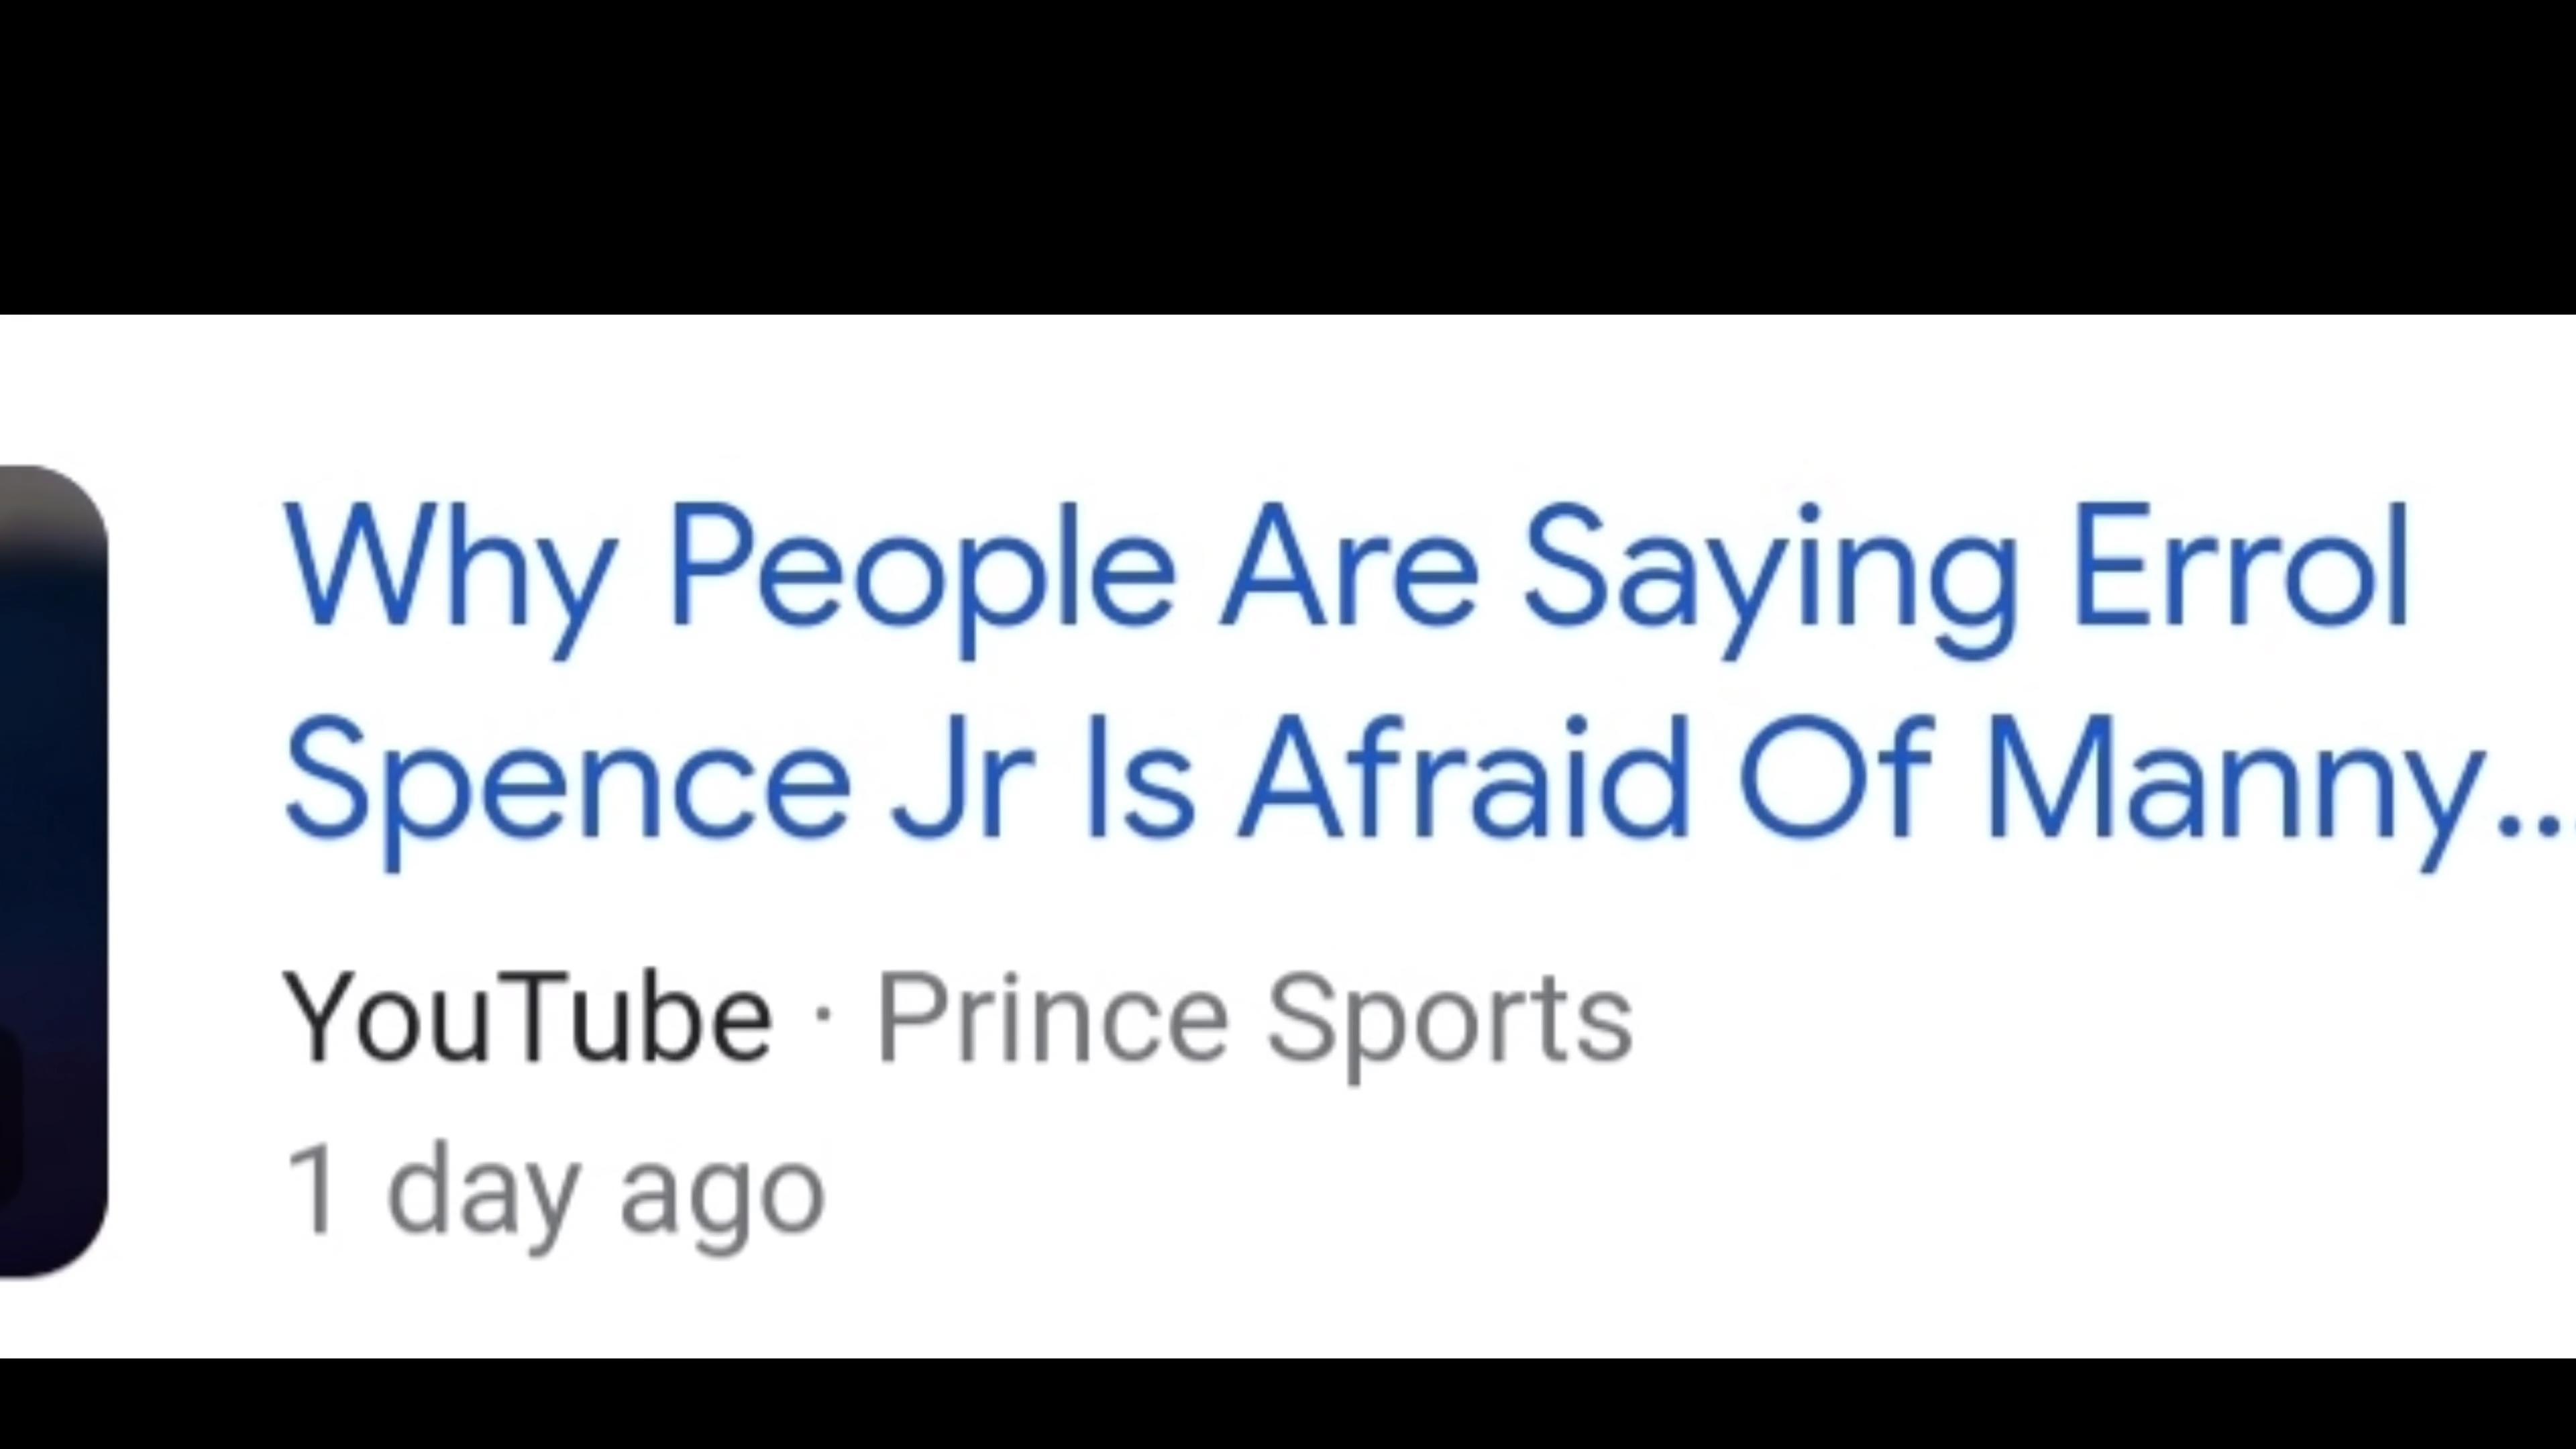 Why People Are Saying Errol
Spence Jr Is Afraid Of Manny...
YouTube · Prince Sports
1 day ago